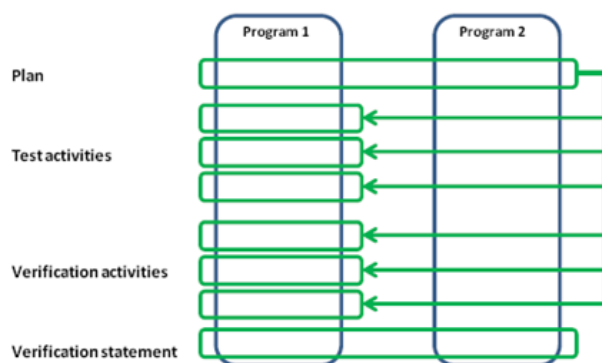 Program 1
Program 2
Plan
Test activities
Verification activities
Verification statement